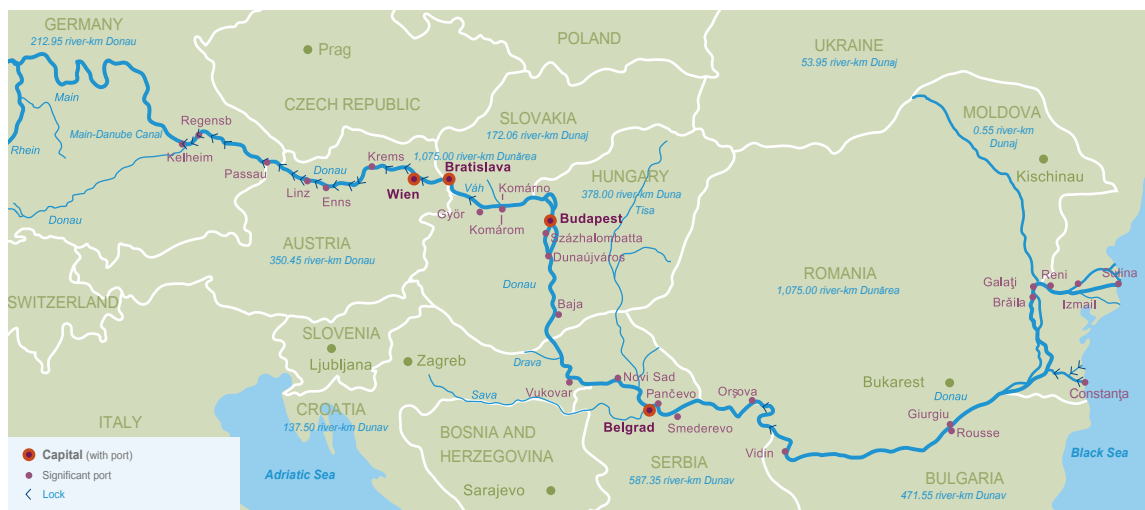 GERMANY
212.95 river-km Donau
POLAND
UKRAINE
53.95 river-km Dunaj
Prag
Main
CZECH REPUBLIC
SLOVAKIA
172.06 river-km Dunaj
MOLDOVA
0.55 river-km
Dunaj
Regensb
Main-Danube Canal
Rhein
Kelheim
Krems
1,075.00 river-km Dunărea
Bratislava
Passau
Donau
Linz
Enns
Wien
Váh
Komárno
HUNGARY
378.00 river-km Duna
Kischinau
Tisa
Györ
Komárom
Budapest
Donau
Százhalombatta
AUSTRIA
350.45 river-km Donau
Dunaújváros
Donau
ROMANIA
1,075.00 river-km Dunărea
Galaţi
Reni
Sulina
Brăila
Izmail
SWITZERLAND
Baja
SLOVENIA
Ljubljana
Zagreb
Drava
Novi Sad
Vukovar
Pančevo
Sava
Orşova
Bukarest
Donau
Constanţa
CROATIA
137.50 river-km Dunav
Belgrad
Smederevo
Giurgiu
Rousse
ITALY
BOSNIA AND
HERZEGOVINA
Vidin
Black Sea
Capital (with port)
Significant port
Lock
Adriatic Sea
SERBIA
587.35 river-km Dunav
BULGARIA
471.55 river-km Dunav
Sarajevo